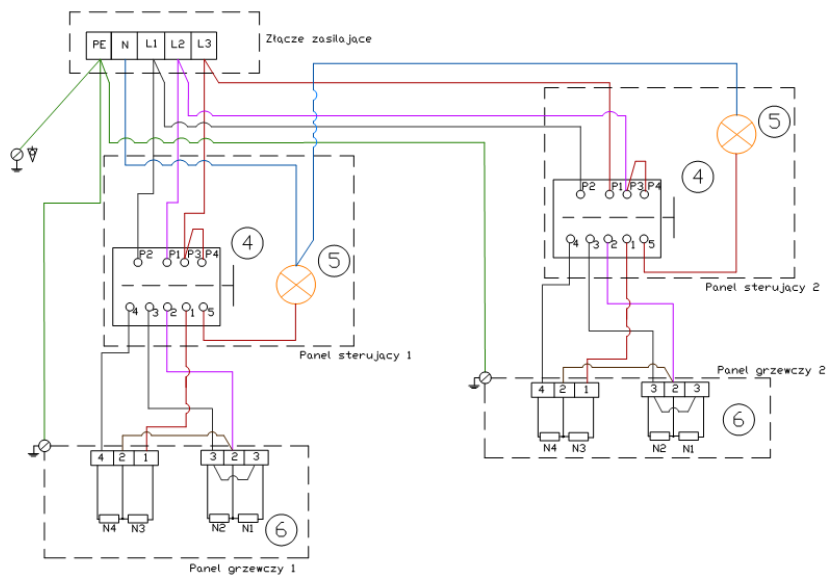 PE N L1 L2 L3
Złącze zasilające
5
P2 P1 P3 P4
4
4 3 2 1 5
Panel sterujący 2
P2 P1 P3 P4
4
5
4 3 2 1 5
Panel sterujący 1
Panel grzewczy 2
4 2 1 3 2 3
6
N4 N3 N2 N1
4 2 1 3 2 3
N4 N3 N2 N1
6
Panel grzewczy 1